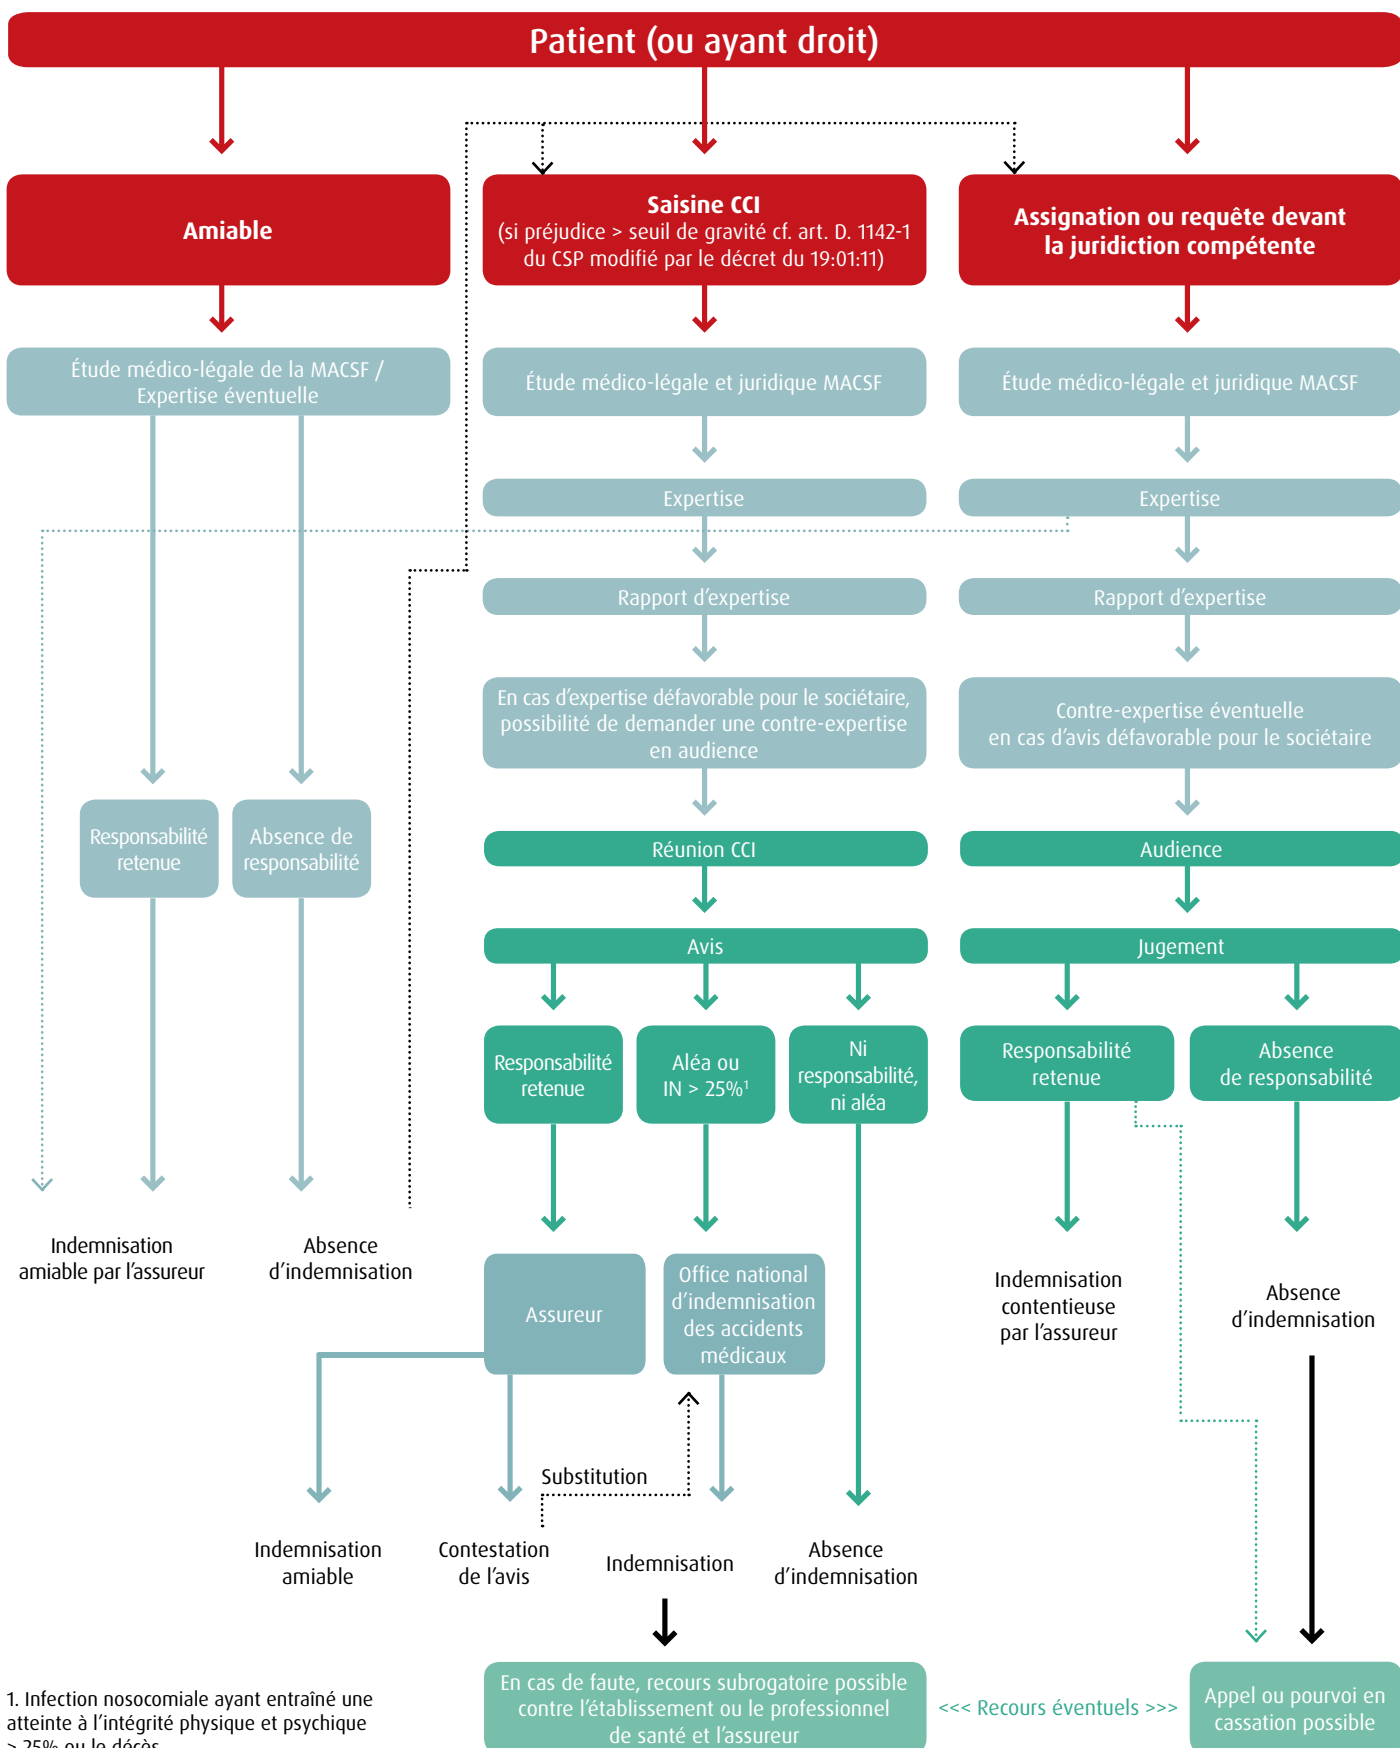 Patient (ou ayant droit)
Amiable
Saisine CCI
(si préjudice > seuil de gravité cf. art. D. 1142-1
du CSP modifié par le décret du 19:01:11)
Assignation ou requête devant
la juridiction compétente
Étude médico-légale de la MACSF /
Expertise éventuelle
Étude médico-légale et juridique MACSF
Étude médico-légale et juridique MACSF
Expertise
Expertise
Rapport d'expertise
Rapport d'expertise
En cas d'expertise défavorable pour le sociétaire,
possibilité de demander une contre-expertise
en audience
Contre-expertise éventuelle
en cas d'avis défavorable pour le sociétaire
Responsabilité
retenue
Absence de
responsabilité
Réunion CCI
Audience
Avis
Jugement
Responsabilité
retenue
Aléa ou
IN > 25%¹
Ni
responsabilité,
ni aléa
Responsabilité
retenue
Absence
de responsabilité
Indemnisation
amiable par l'assureur
Absence
d'indemnisation
Assureur
Office national
d'indemnisation
des accidents
médicaux
Indemnisation
contentieuse
par l'assureur
Absence
d'indemnisation
Substitution
Indemnisation
amiable
Contestation
de l'avis
Indemnisation
Absence
d'indemnisation
En cas de faute, recours subrogatoire possible
contre l'établissement ou le professionnel
de santé et l'assureur
<<< Recours éventuels >>>
Appel ou pourvoi en
cassation possible
1. Infection nosocomiale ayant entraîné une
atteinte à l'intégrité physique et psychique
> 25% ou le décès